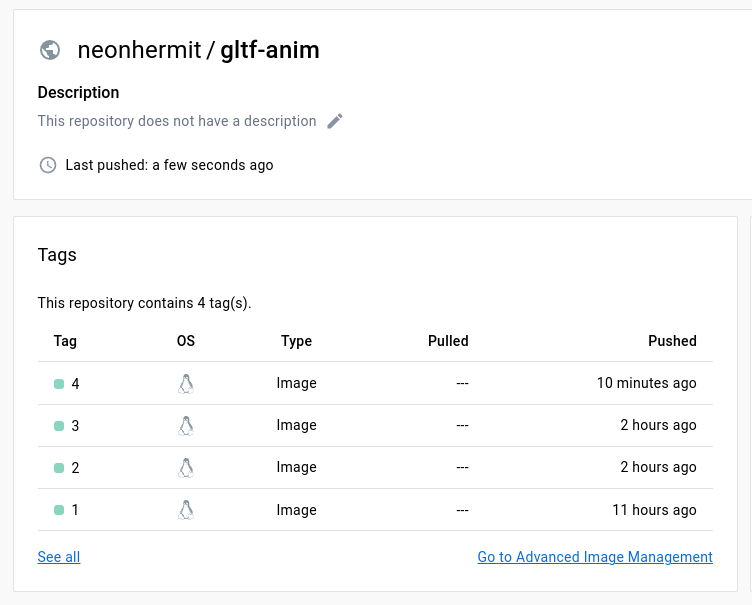 neonhermit / gltf-anim
Description
This repository does not have a description
Last pushed: a few seconds ago
Tags
This repository contains 4 tag(s).
Tag OS Type Pulled Pushed
4 Image --- 10 minutes ago
3 Image --- 2 hours ago
2 Image --- 2 hours ago
1 Image --- 11 hours ago
See all Go to Advanced Image Management